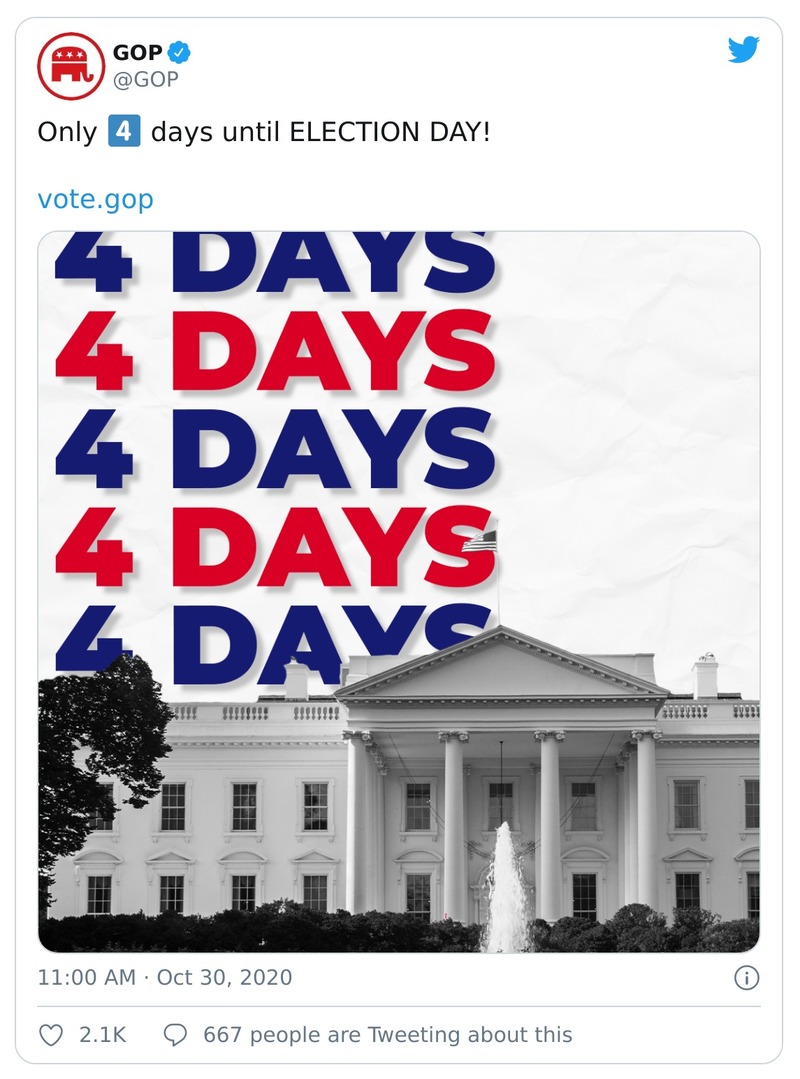 GOP
@GOP
Only 4 days until ELECTION DAY!
vote.gop
4 DAYS
4 DAYS
4 DAYS
4 DAYS
4 DAYS
11:00 AM · Oct 30, 2020
2.1K 667 people are Tweeting about this